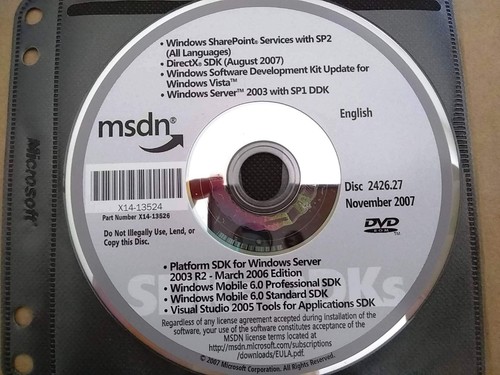 • Windows SharePoint® Services with SP2
(All Languages)
• DirectX® SDK (August 2007)
• Windows Software Development Kit Update for
Windows Vista™
• Windows Server™ 2003 with SP1 DDK
English
msdn®
Microsoft
X14-13524
Part Number X14-13526
Disc 2426.27
November 2007
Do Not Illegally Use, Lend, or
Copy this Disc.
DVD
ROM
• Platform SDK for Windows Server
2003 R2 - March 2006 Edition
• Windows Mobile 6.0 Professional SDK
• Windows Mobile 6.0 Standard SDK
• Visual Studio 2005 Tools for Applications SDK
Regardless of any license agreement accepted during installation of the
software, your use of the software constitutes acceptance of the
MSDN license terms located at
http://msdn.microsoft.com/subscriptions
/downloads/EULA.pdf.
© 2007 Microsoft Corporation. All Rights Reserved.